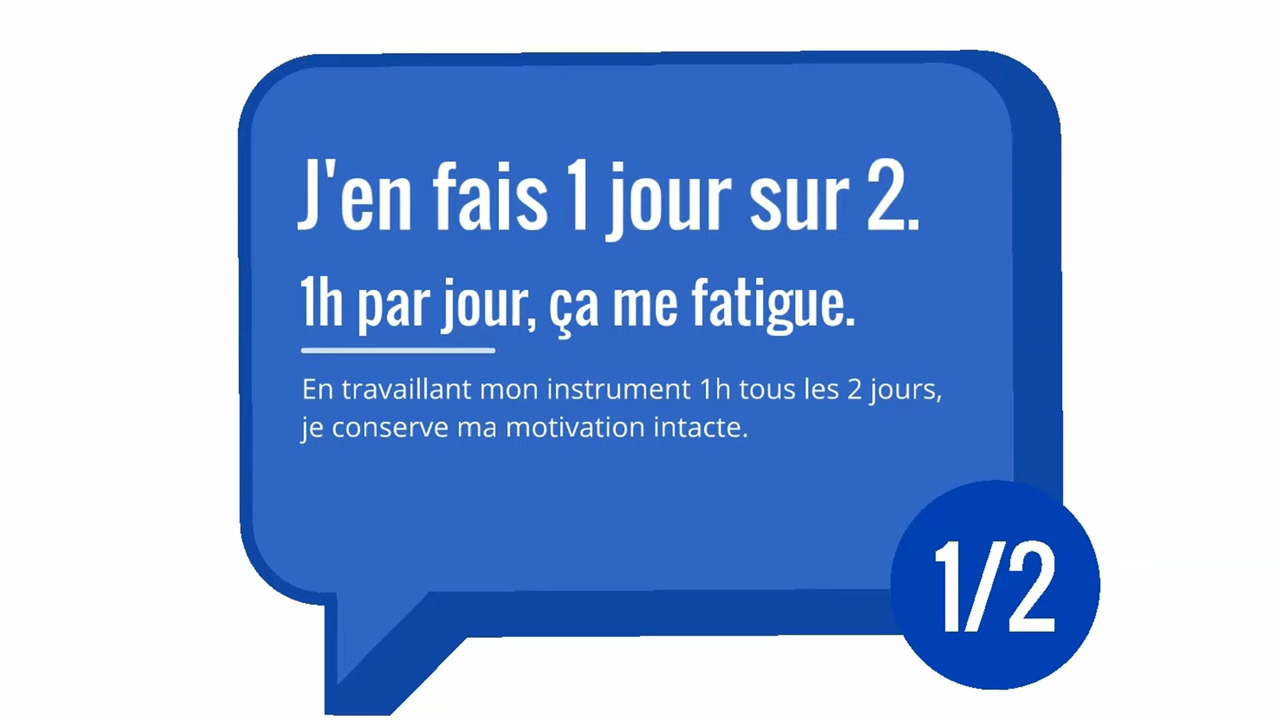 J'en fais 1 jour sur 2.
1h par jour, ça me fatigue.
En travaillant mon instrument 1h tous les 2 jours,
je conserve ma motivation intacte.
1/2